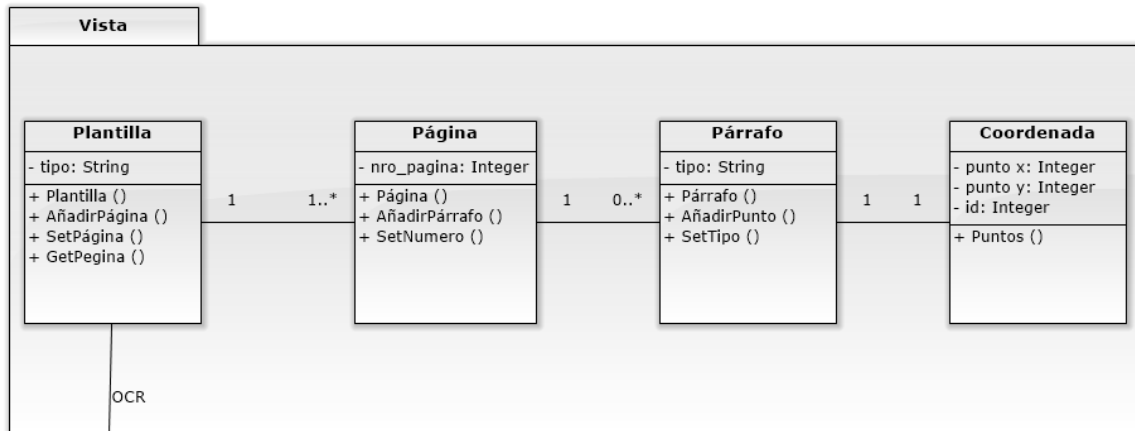 Vista
Plantilla
- tipo: String
+ Plantilla ()
+ AñadirPágina ()
+ SetPágina ()
+ GetPegina ()
1
1..*
Página
- nro_pagina: Integer
+ Página ()
+ AñadirPárrafo ()
+ SetNumero ()
1
0..*
Párrafo
- tipo: String
+ Párrafo ()
+ AñadirPunto ()
+ SetTipo ()
1
1
Coordenada
- punto x: Integer
- punto y: Integer
- id: Integer
+ Puntos ()
OCR